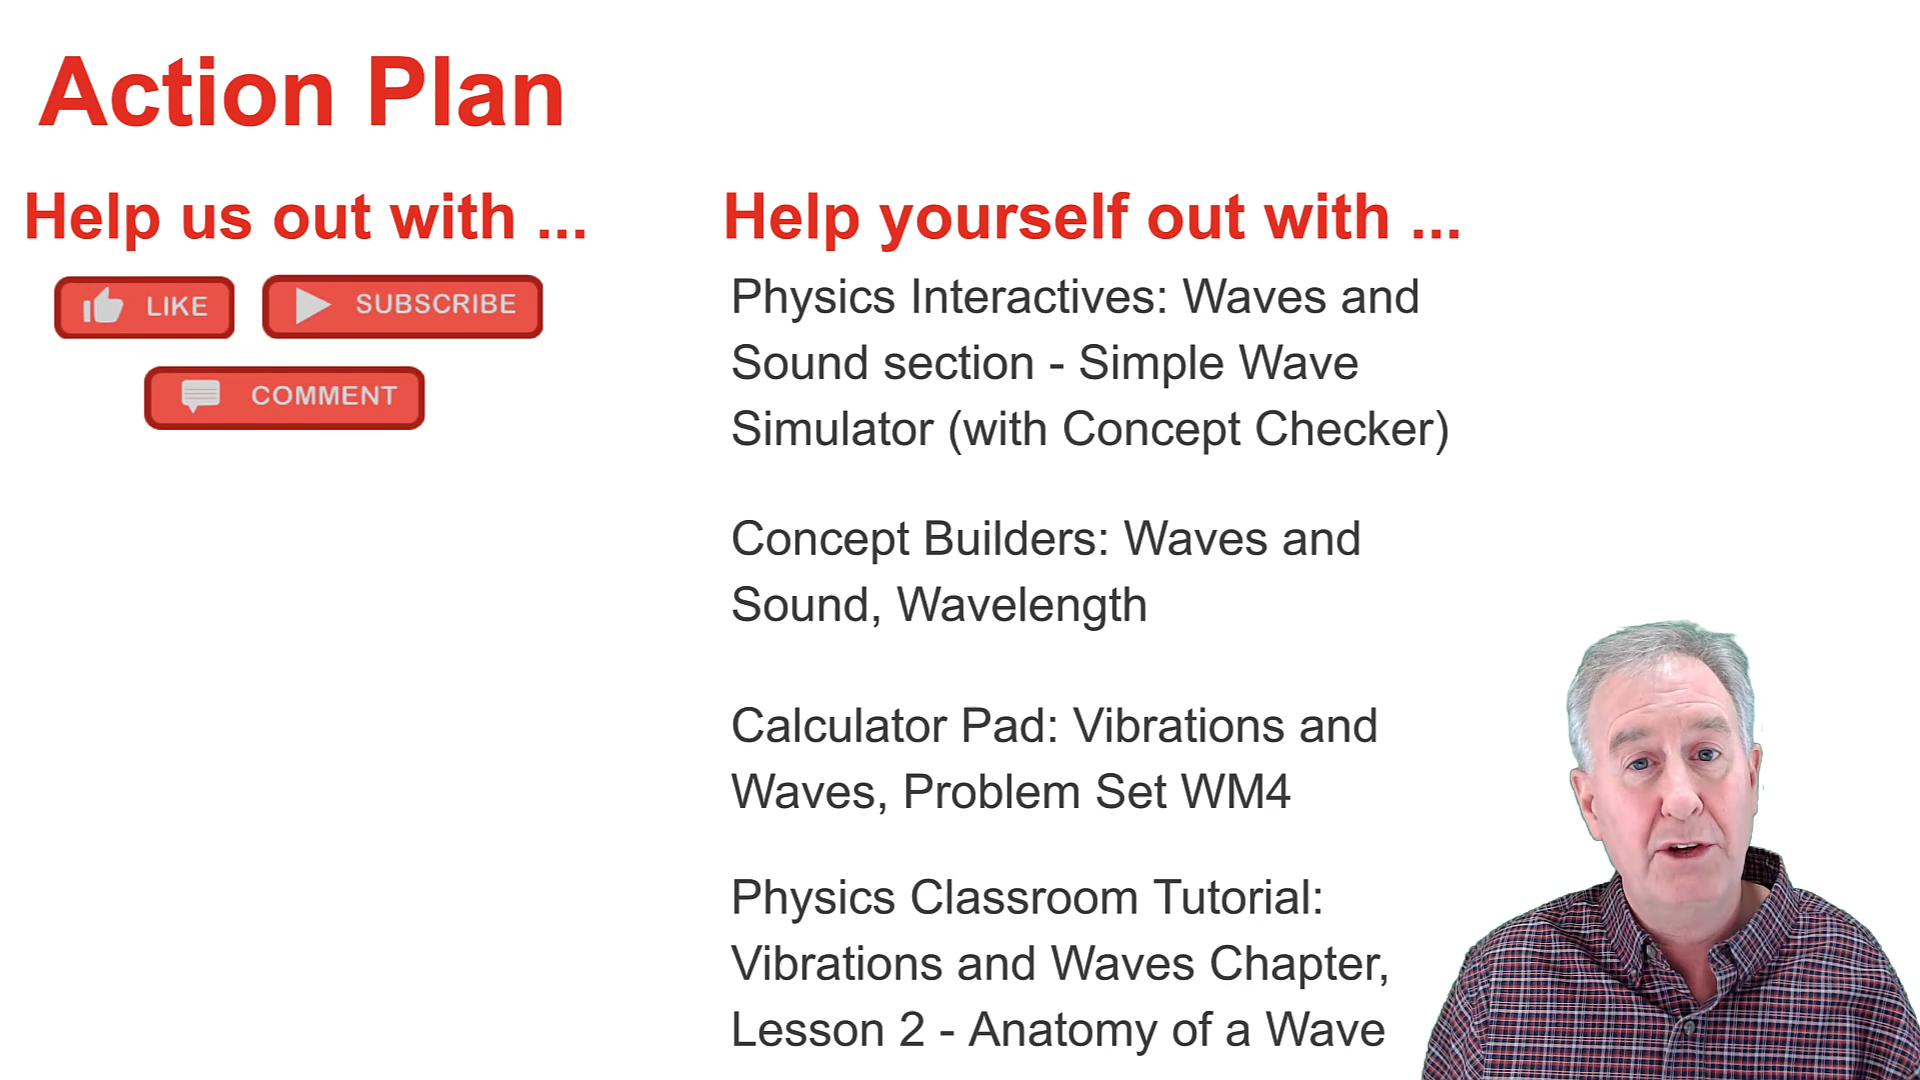 Action Plan
Help us out with ...
LIKE
SUBSCRIBE
COMMENT
Help yourself out with ...
Physics Interactives: Waves and
Sound section - Simple Wave
Simulator (with Concept Checker)
Concept Builders: Waves and
Sound, Wavelength
Calculator Pad: Vibrations and
Waves, Problem Set WM4
Physics Classroom Tutorial:
Vibrations and Waves Chapter,
Lesson 2 - Anatomy of a Wave